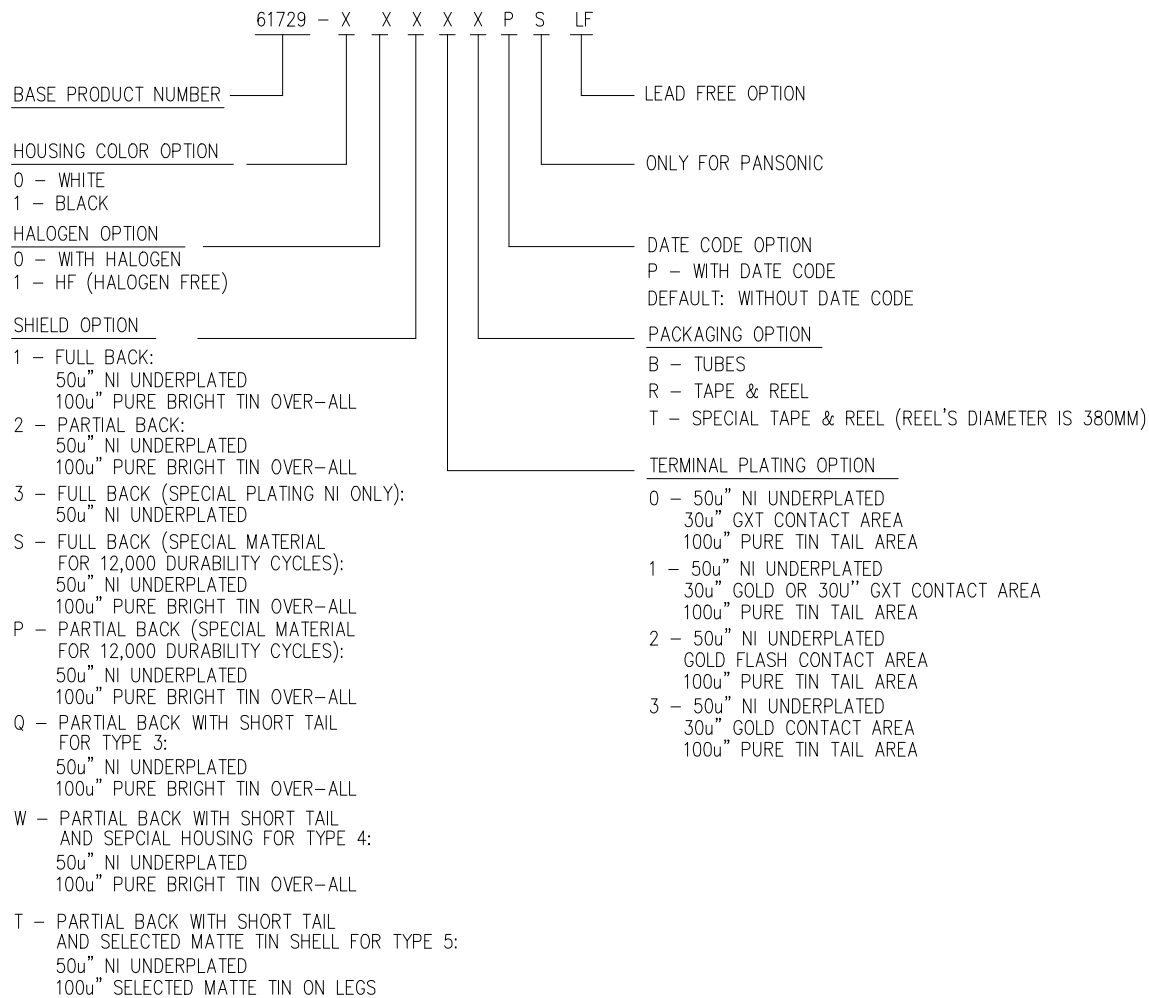 61729 - X X X X X P S LF
BASE PRODUCT NUMBER
HOUSING COLOR OPTION
0 - WHITE
1 - BLACK
HALOGEN OPTION
0 - WITH HALOGEN
1 - HF (HALOGEN FREE)
SHIELD OPTION
1 - FULL BACK:
50u" NI UNDERPLATED
100u" PURE BRIGHT TIN OVER-ALL
2 - PARTIAL BACK:
50u" NI UNDERPLATED
100u" PURE BRIGHT TIN OVER-ALL
3 - FULL BACK (SPECIAL PLATING NI ONLY):
50u" NI UNDERPLATED
S - FULL BACK (SPECIAL MATERIAL
FOR 12,000 DURABILITY CYCLES):
50u" NI UNDERPLATED
100u" PURE BRIGHT TIN OVER-ALL
P - PARTIAL BACK (SPECIAL MATERIAL
FOR 12,000 DURABILITY CYCLES):
50u" NI UNDERPLATED
100u" PURE BRIGHT TIN OVER-ALL
Q - PARTIAL BACK WITH SHORT TAIL
FOR TYPE 3:
50u" NI UNDERPLATED
100u" PURE BRIGHT TIN OVER-ALL
W - PARTIAL BACK WITH SHORT TAIL
AND SEPCIAL HOUSING FOR TYPE 4:
50u" NI UNDERPLATED
100u" PURE BRIGHT TIN OVER-ALL
T - PARTIAL BACK WITH SHORT TAIL
AND SELECTED MATTE TIN SHELL FOR TYPE 5:
50u" NI UNDERPLATED
100u" SELECTED MATTE TIN ON LEGS
LEAD FREE OPTION
ONLY FOR PANSONIC
DATE CODE OPTION
P - WITH DATE CODE
DEFAULT: WITHOUT DATE CODE
PACKAGING OPTION
B - TUBES
R - TAPE & REEL
T - SPECIAL TAPE & REEL (REEL'S DIAMETER IS 380MM)
TERMINAL PLATING OPTION
0 - 50u" NI UNDERPLATED
30u" GXT CONTACT AREA
100u" PURE TIN TAIL AREA
1 - 50u" NI UNDERPLATED
30u" GOLD OR 30U'' GXT CONTACT AREA
100u" PURE TIN TAIL AREA
2 - 50u" NI UNDERPLATED
GOLD FLASH CONTACT AREA
100u" PURE TIN TAIL AREA
3 - 50u" NI UNDERPLATED
30u" GOLD CONTACT AREA
100u" PURE TIN TAIL AREA